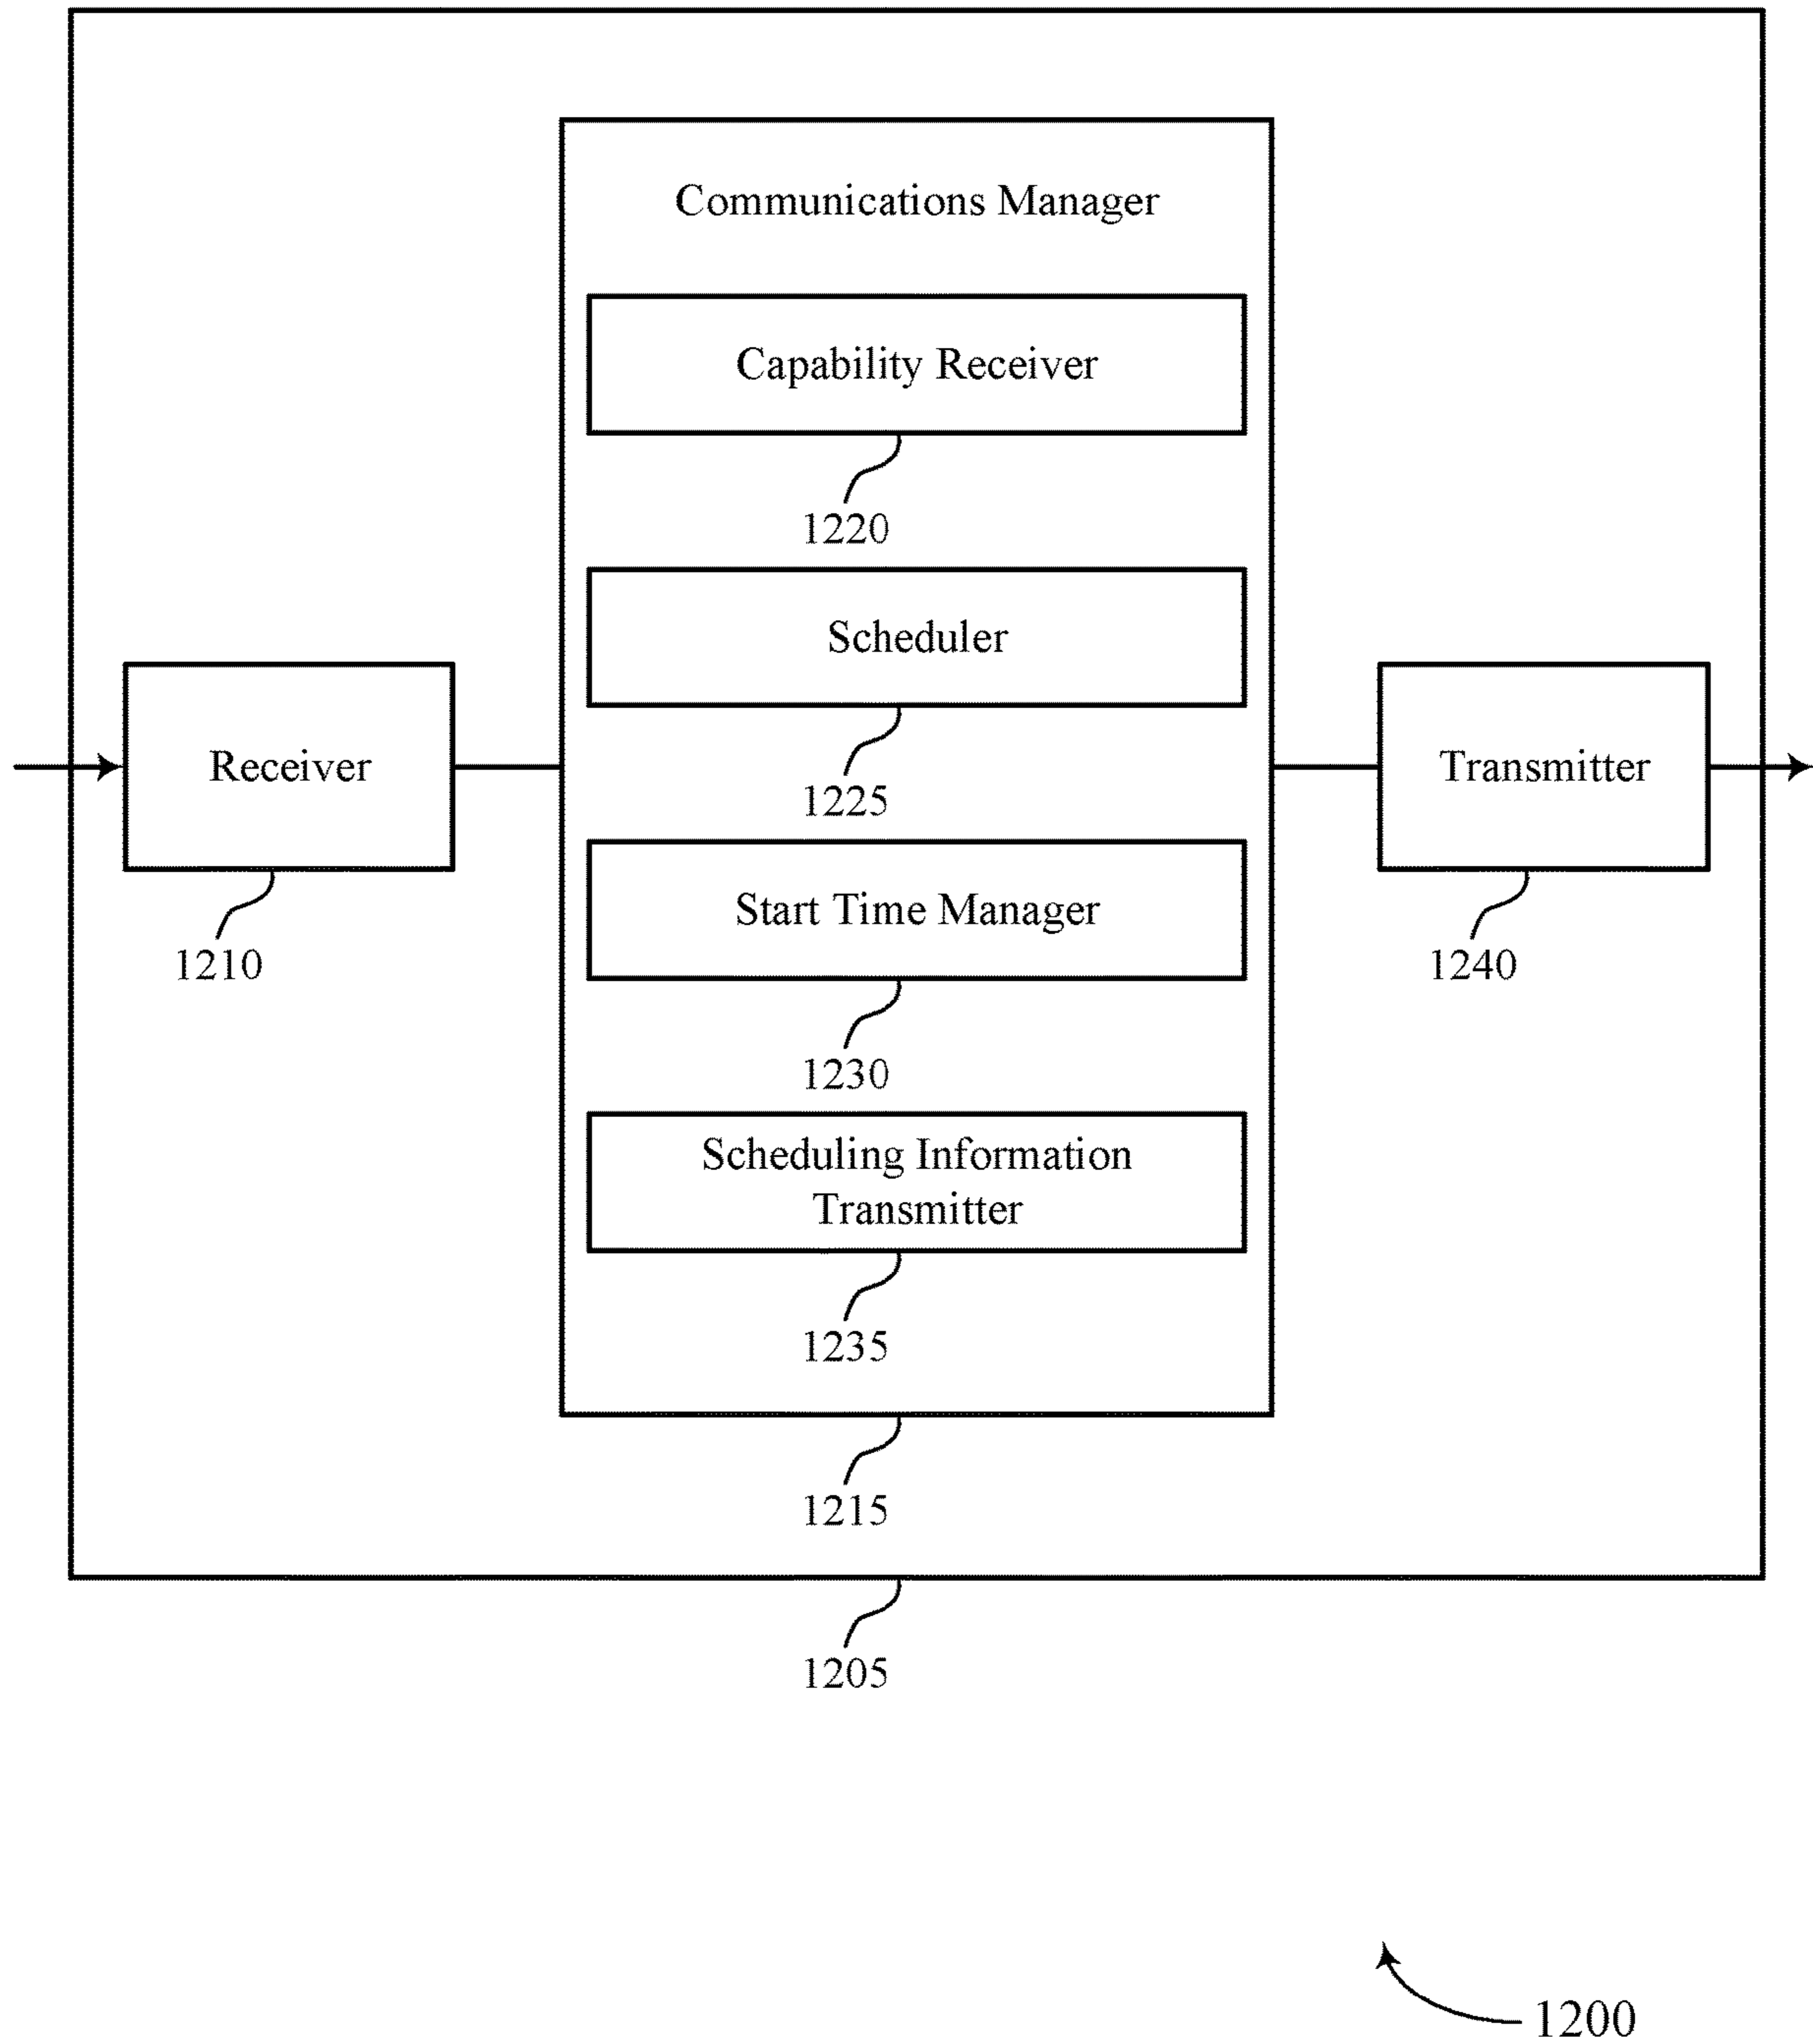 Communications Manager
Capability Receiver
1220
Scheduler
1225
Receiver
1210
Transmitter
1240
Start Time Manager
1230
Scheduling Information
Transmitter
1235
1215
1205
1200